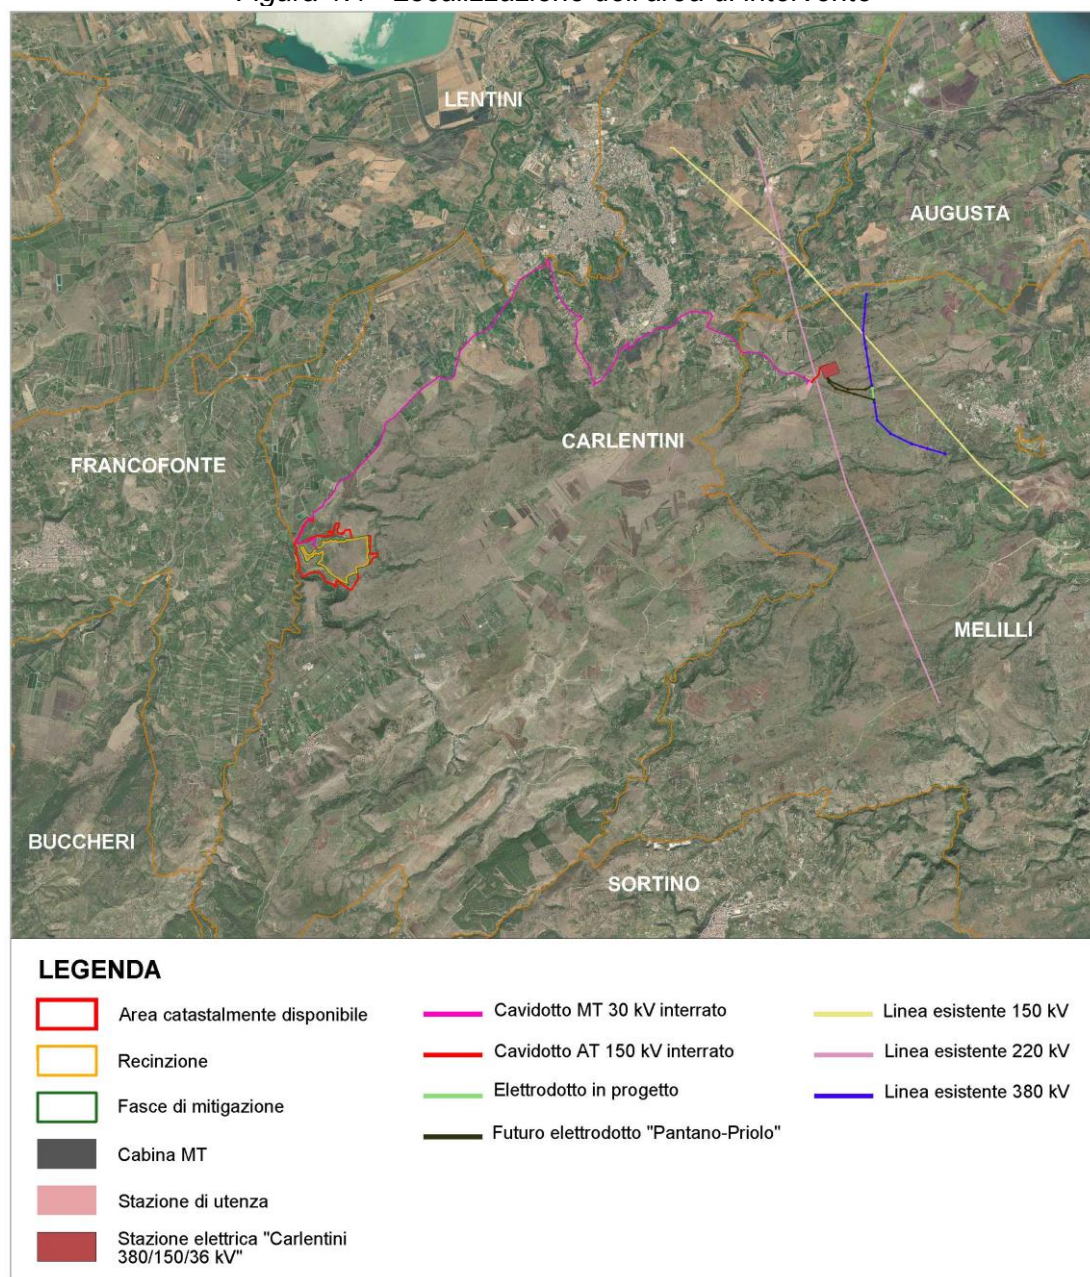 LENTINI
AUGUSTA
CARLENTINI
FRANCOFONTE
MELILLI
BUCCHERI
SORTINO
LEGENDA
Area catastalmente disponibile
Recinzione
Fasce di mitigazione
Cabina MT
Stazione di utenza
Stazione elettrica "Carlentini
380/150/36 kV"
Cavidotto MT 30 kV interrato
Cavidotto AT 150 kV interrato
Elettrodotto in progetto
Futuro elettrodotto "Pantano-Priolo"
Linea esistente 150 kV
Linea esistente 220 kV
Linea esistente 380 kV